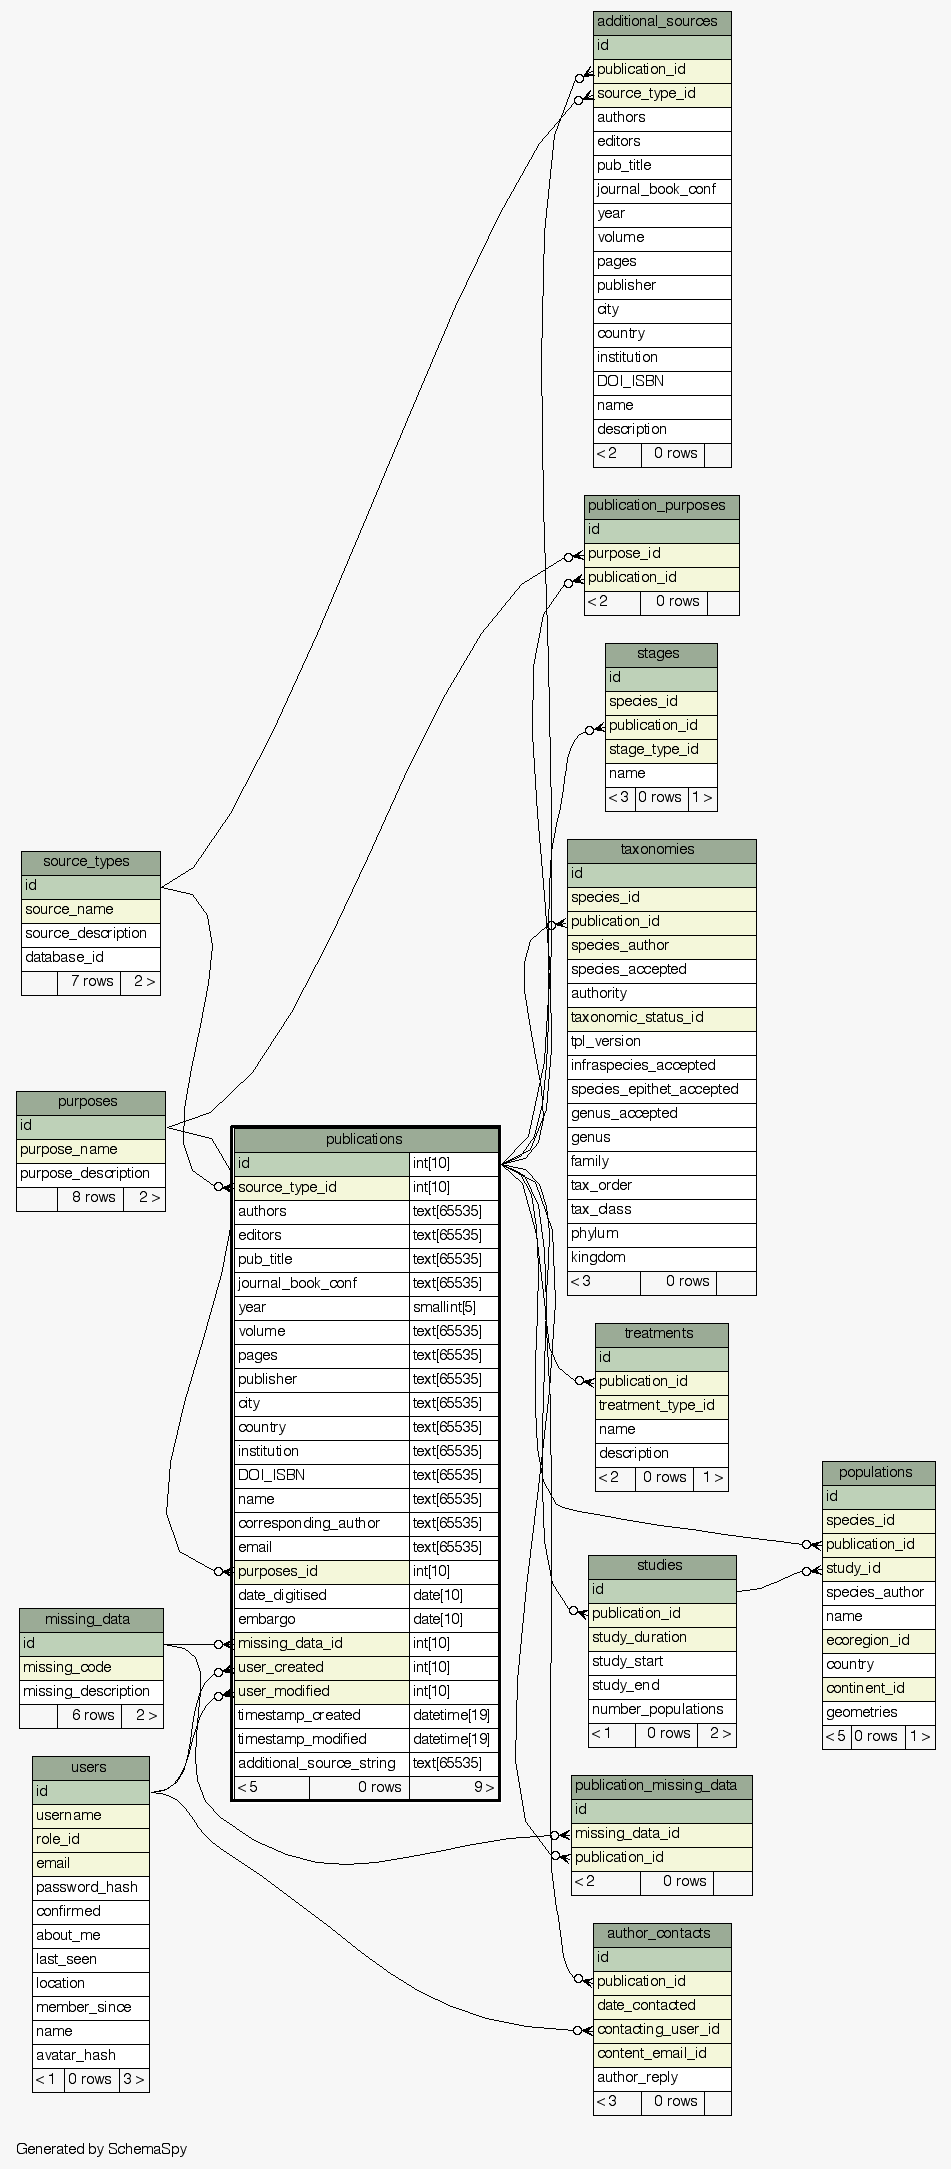 additional_sources
id
publication_id
source_type_id
authors
editors
pub_title
journal_book_conf
year
volume
pages
publisher
city
country
institution
DOI_ISBN
name
description
< 2 0 rows
publication_purposes
id
purpose_id
publication_id
< 2 0 rows
stages
id
species_id
publication_id
stage_type_id
name
< 3 0 rows 1 >
taxonomies
id
species_id
publication_id
species_author
species_accepted
authority
taxonomic_status_id
tpl_version
infraspecies_accepted
species_epithet_accepted
genus_accepted
genus
family
tax_order
tax_class
phylum
kingdom
< 3 0 rows
source_types
id
source_name
source_description
database_id
7 rows 2 >
purposes
id
purpose_name
purpose_description
8 rows 2 >
publications
id int[10]
source_type_id int[10]
authors text[65535]
editors text[65535]
pub_title text[65535]
journal_book_conf text[65535]
year smallint[5]
volume text[65535]
pages text[65535]
publisher text[65535]
city text[65535]
country text[65535]
institution text[65535]
DOI_ISBN text[65535]
name text[65535]
corresponding_author text[65535]
email text[65535]
purposes_id int[10]
date_digitised date[10]
embargo date[10]
missing_data_id int[10]
user_created int[10]
user_modified int[10]
timestamp_created datetime[19]
timestamp_modified datetime[19]
additional_source_string text[65535]
< 5 0 rows 9 >
treatments
id
publication_id
treatment_type_id
name
description
< 2 0 rows 1 >
populations
id
species_id
publication_id
study_id
species_author
name
ecoregion_id
country
continent_id
geometries
< 5 0 rows 1 >
studies
id
publication_id
study_duration
study_start
study_end
number_populations
< 1 0 rows 2 >
missing_data
id
missing_code
missing_description
6 rows 2 >
users
id
username
role_id
email
password_hash
confirmed
about_me
last_seen
location
member_since
name
avatar_hash
< 1 0 rows 3 >
publication_missing_data
id
missing_data_id
publication_id
< 2 0 rows
author_contacts
id
publication_id
date_contacted
contacting_user_id
content_email_id
author_reply
< 3 0 rows
Generated by SchemaSpy